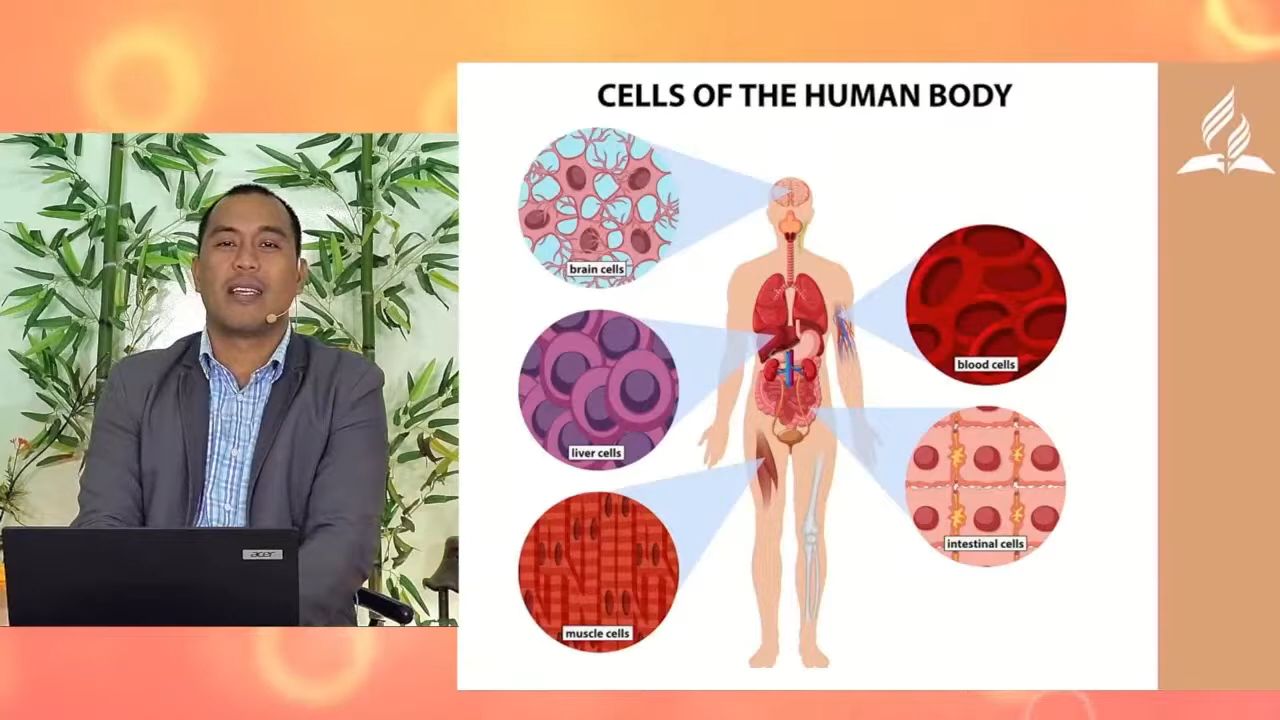 CELLS OF THE HUMAN BODY
brain cells
blood cells
liver cells
intestinal cells
muscle cells
acer